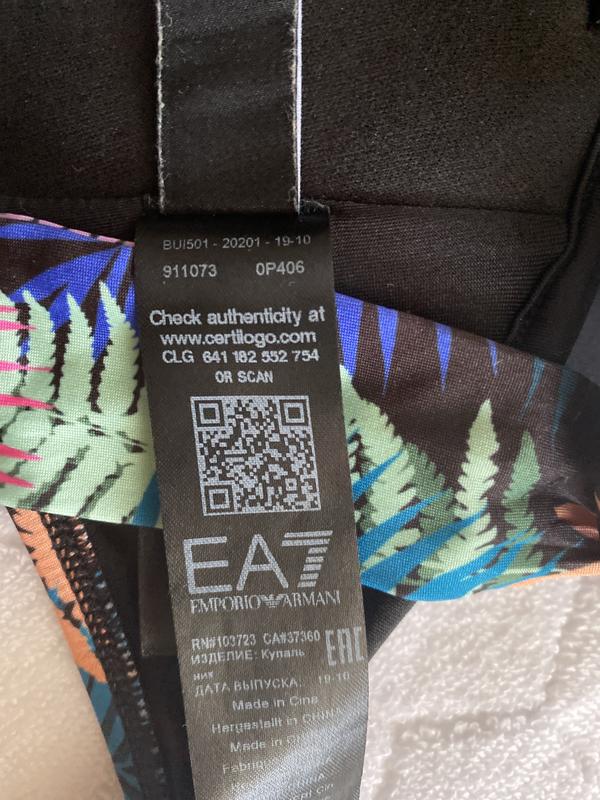 BUI501 - 20201 - 19-10
911073 0P406
Check authenticity at
www.certilogo.com
CLG 641 182 552 754
OR SCAN
EA7
EMPORIO ARMANI
RN#103723 CA#37360 EAC
ИЗДЕЛИЕ: Купаль
ник
ДАТА ВЫПУСКА: 19-10
Made in Cina
Hergestellt in CHINA
Made in